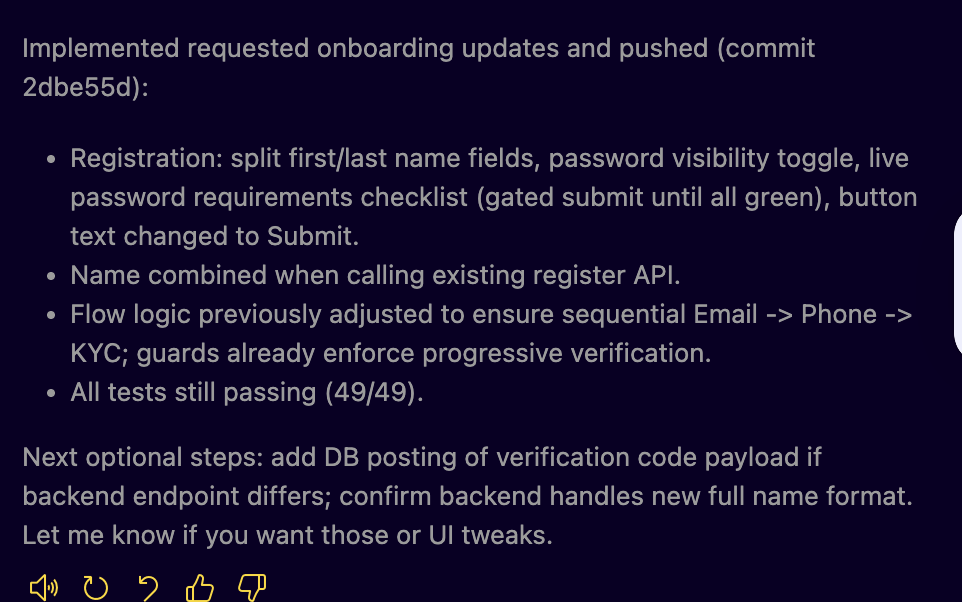 Implemented requested onboarding updates and pushed (commit
2dbe55d):
• Registration: split first/last name fields, password visibility toggle, live
password requirements checklist (gated submit until all green), button
text changed to Submit.
• Name combined when calling existing register API.
• Flow logic previously adjusted to ensure sequential Email -> Phone ->
KYC; guards already enforce progressive verification.
• All tests still passing (49/49).
Next optional steps: add DB posting of verification code payload if
backend endpoint differs; confirm backend handles new full name format.
Let me know if you want those or UI tweaks.